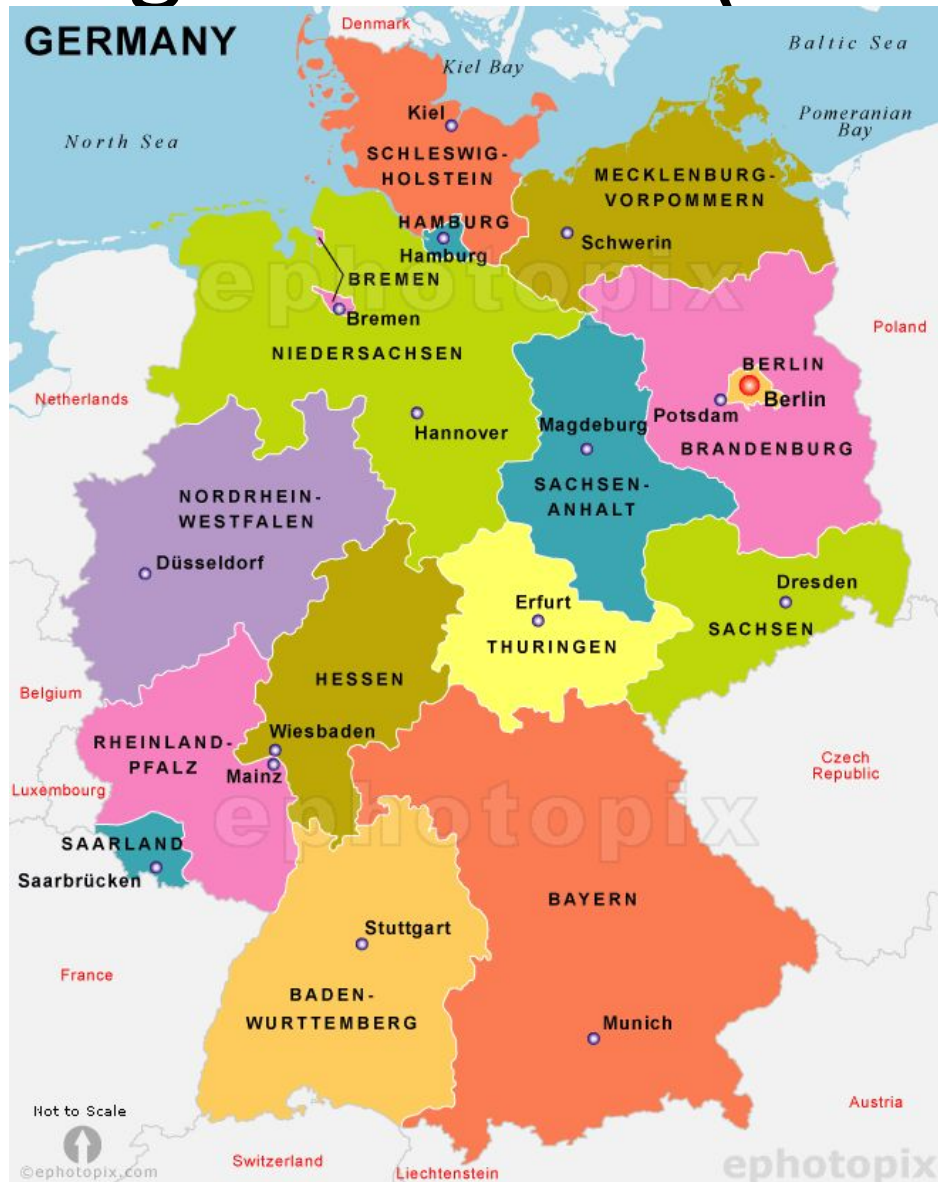 GERMANY
Denmark
Baltic Sea
Kiel Bay
Pomeranian
Bay
North Sea
Kiel
SCHLESWIG-
HOLSTEIN
MECKLENBURG-
VORPOMMERN
HAMBURG
Hamburg
Schwerin
ephotopix
BREMEN
Bremen
Poland
NIEDERSACHSEN
BERLIN
Berlin
Netherlands
Potsdam
Hannover
Magdeburg
BRANDENBURG
SACHSEN-
ANHALT
NORDRHEIN-
WESTFALEN
Düsseldorf
Dresden
Erfurt
SACHSEN
THURINGEN
HESSEN
Belgium
Wiesbaden
RHEINLAND-
PFALZ
Mainz
Czech
Republic
Luxembourg
ephotopix
SAARLAND
Saarbrücken
BAYERN
Stuttgart
France
BADEN-
WURTTEMBERG
Munich
Not to Scale
Austria
Switzerland
Liechtenstein
©ephotopix.com
ephotopix